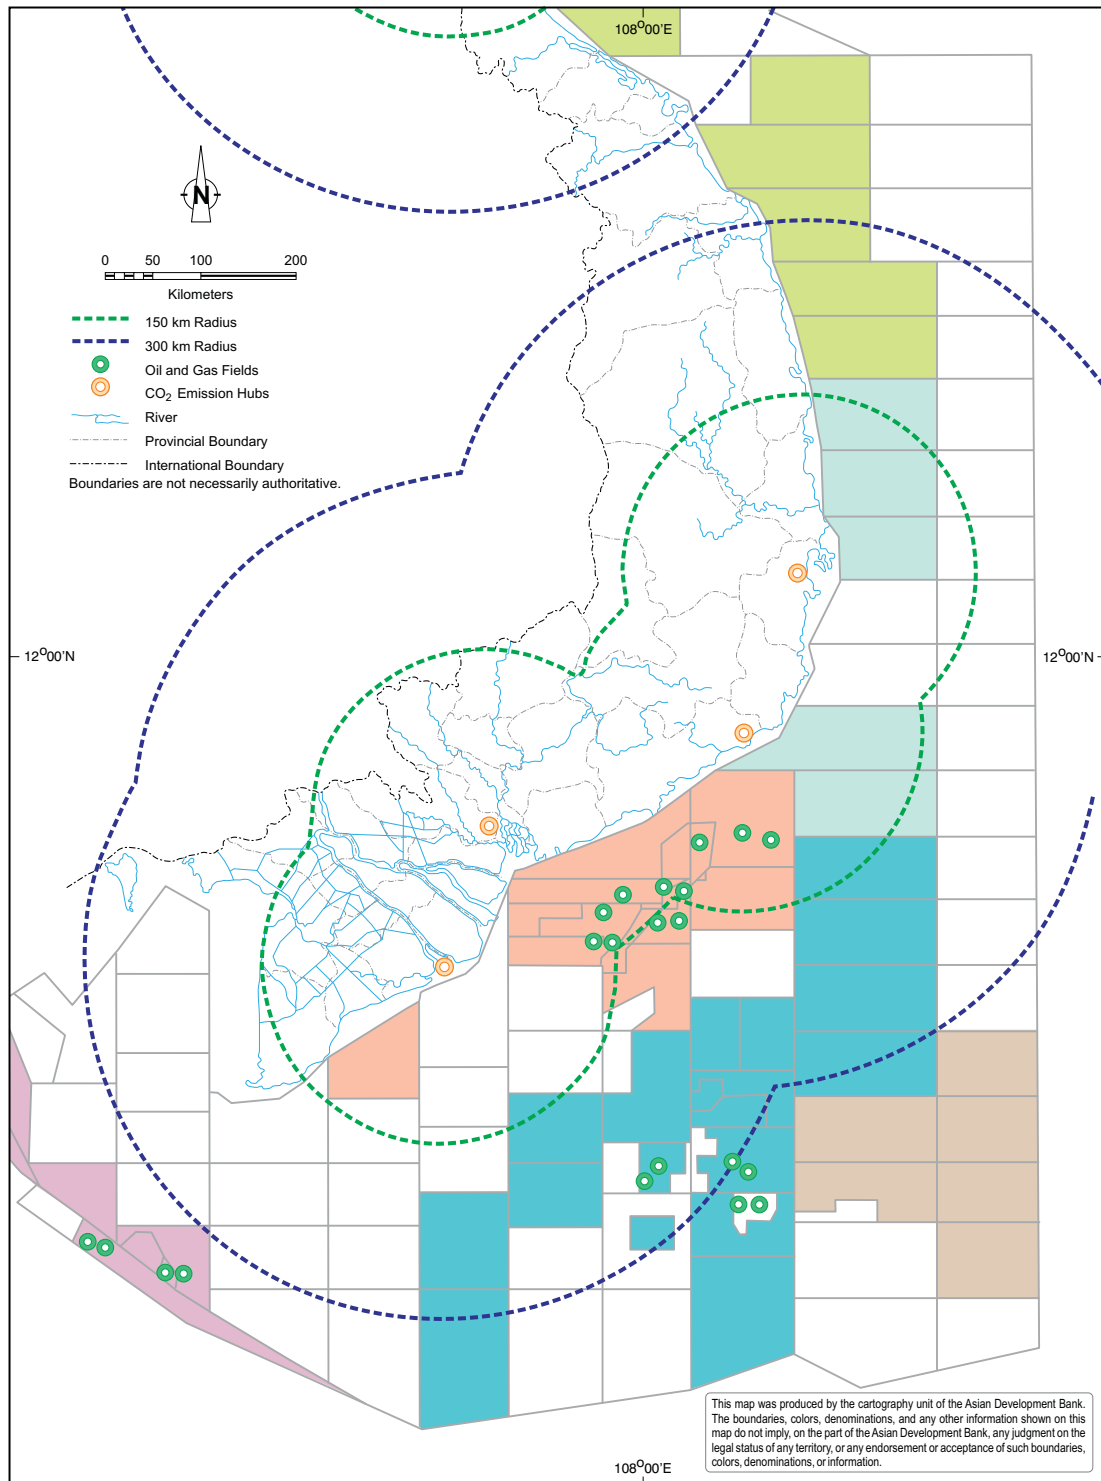 108°00'E
N
0 50 100 200
Kilometers
150 km Radius
300 km Radius
Oil and Gas Fields
CO₂ Emission Hubs
River
Provincial Boundary
International Boundary
Boundaries are not necessarily authoritative.
12°00'N
12°00'N
This map was produced by the cartography unit of the Asian Development Bank.
The boundaries, colors, denominations, and any other information shown on this
map do not imply, on the part of the Asian Development Bank, any judgment on the
legal status of any territory, or any endorsement or acceptance of such boundaries,
colors, denominations, or information.
108°00'E